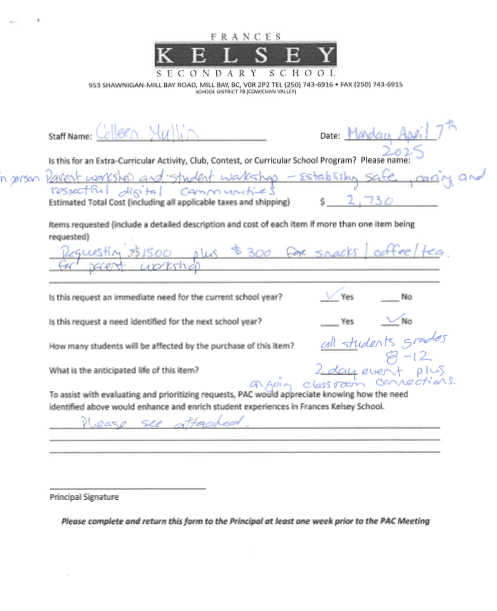 FRANCES
KELSEY
SECONDARY SCHOOL
953 SHAWNIGAN-MILL BAY ROAD, MILL BAY, BC, V0R 2P2 TEL (250) 743-6916 • FAX (250) 743-6915
SCHOOL DISTRICT 79 (COWICHAN VALLEY)
Staff Name: Colleen Mullin Date: Monday April 7th
2025
Is this for an Extra-Curricular Activity, Club, Contest, or Curricular School Program? Please name:
in person Parent workshop and student workshop - Establishing safe, caring and
respectful digital communities
Estimated Total Cost (including all applicable taxes and shipping) $ 2,730
Items requested (include a detailed description and cost of each item if more than one item being
requested)
Requesting $1500 plus $300 for snacks/coffee/tea
for parent workshop
Is this request an immediate need for the current school year? ✓ Yes No
Is this request a need identified for the next school year? Yes ✓ No
How many students will be affected by the purchase of this item? all students grades
8-12
What is the anticipated life of this item? 2 day event plus
ongoing classroom connections.
To assist with evaluating and prioritizing requests, PAC would appreciate knowing how the need
identified above would enhance and enrich student experiences in Frances Kelsey School.
Please see attached.
Principal Signature
Please complete and return this form to the Principal at least one week prior to the PAC Meeting